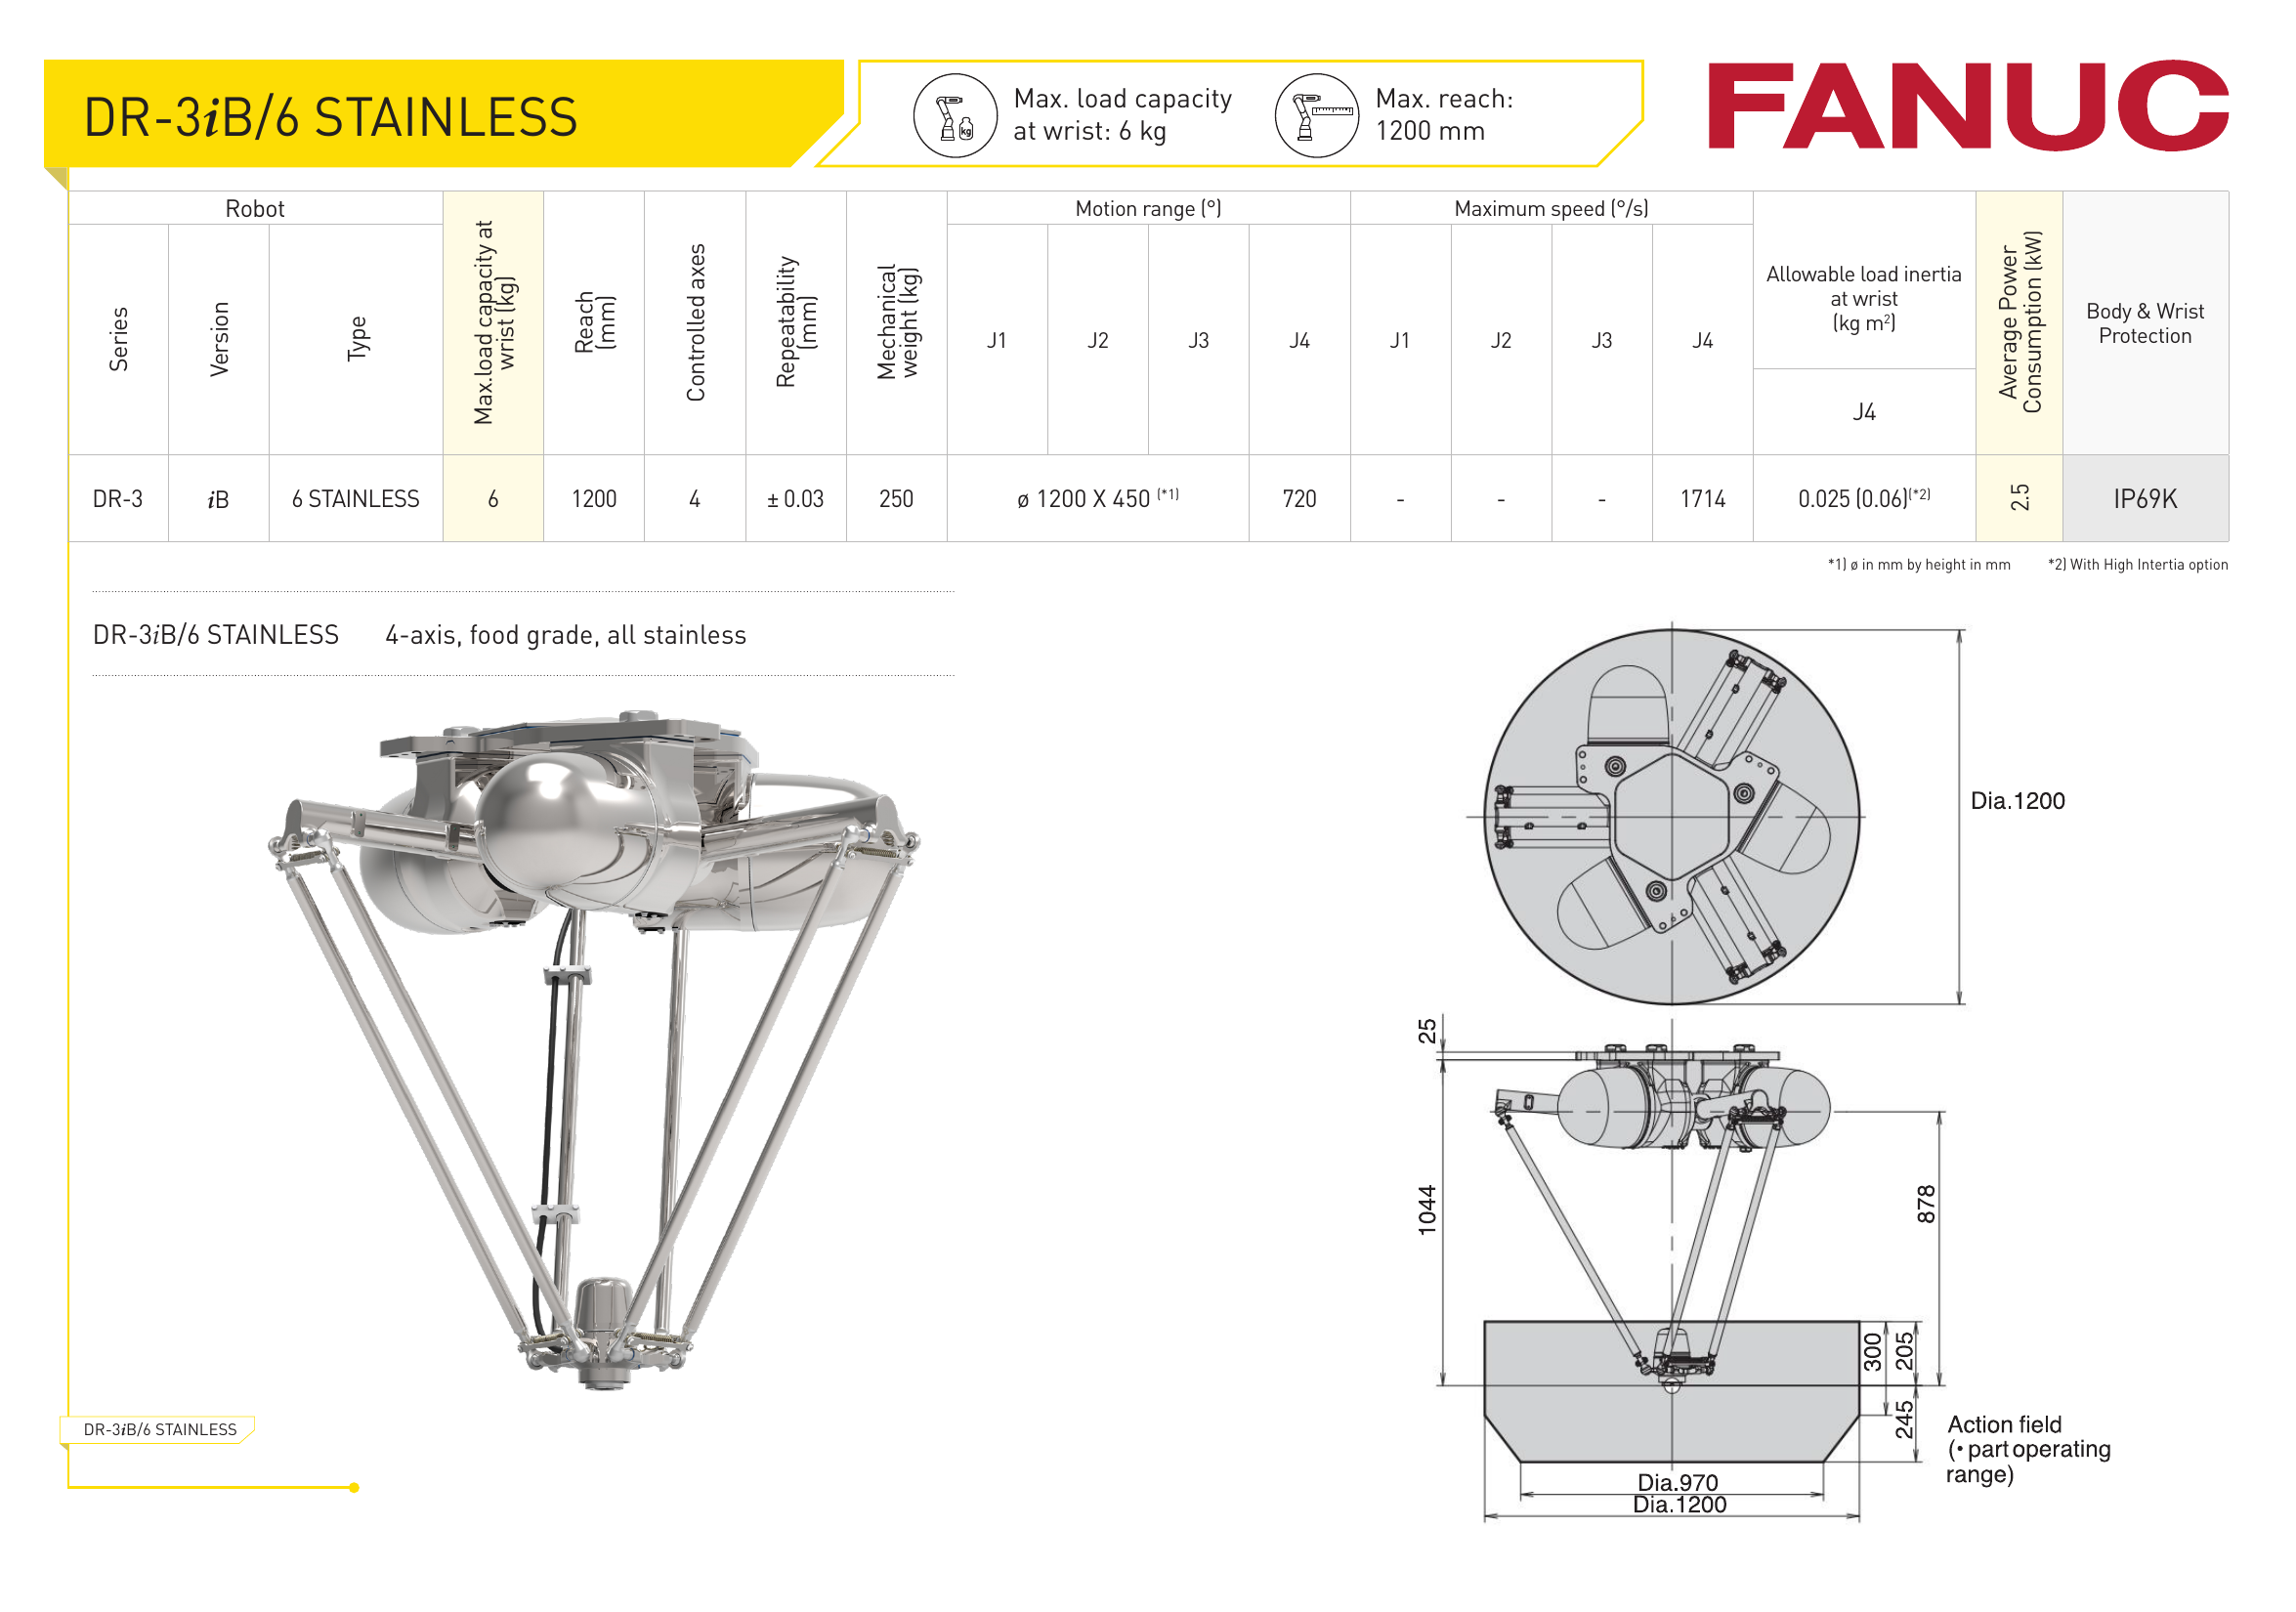 DR-3iB/6 STAINLESS
Max. load capacity
at wrist: 6 kg
kg
Max. reach:
1200 mm
FANUC
Robot
Series
Version
Type
Max.load capacity at
wrist (kg)
Reach
(mm)
Controlled axes
Repeatability
(mm)
Mechanical
weight (kg)
Motion range (°)
J1 J2 J3 J4
Maximum speed (°/s)
J1 J2 J3 J4
Allowable load inertia
at wrist
(kg m²)
J4
Average Power
Consumption (kW)
Body & Wrist
Protection
DR-3 iB 6 STAINLESS 6 1200 4 ± 0.03 250 ø 1200 X 450 (*1) 720 - - - 1714 0.025 (0.06)(*2) 2.5 IP69K
*1) ø in mm by height in mm *2) With High Intertia option
DR-3iB/6 STAINLESS 4-axis, food grade, all stainless
Dia.1200
25
1044
878
300
205
245
Action field
(• part operating
range)
Dia.970
Dia.1200
DR-3iB/6 STAINLESS